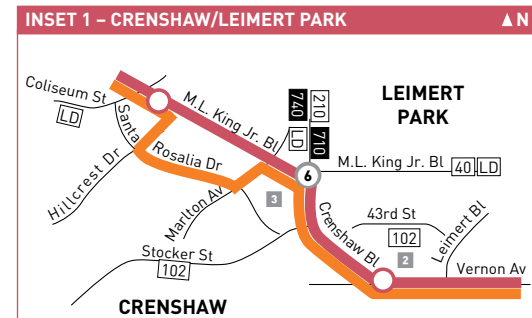 INSET 1 – CRENSHAW/LEIMERT PARK
▲N
Coliseum St
LD
Santa
Rosalia Dr
Hillcrest Dr
Marlton Av
M.L. King Jr. Bl
740
210
LD
710
LEIMERT
PARK
6
M.L. King Jr. Bl
40,LD
3
Crenshaw Bl
43rd St
102
2
Leimert Bl
Vernon Av
Stocker St
102
CRENSHAW